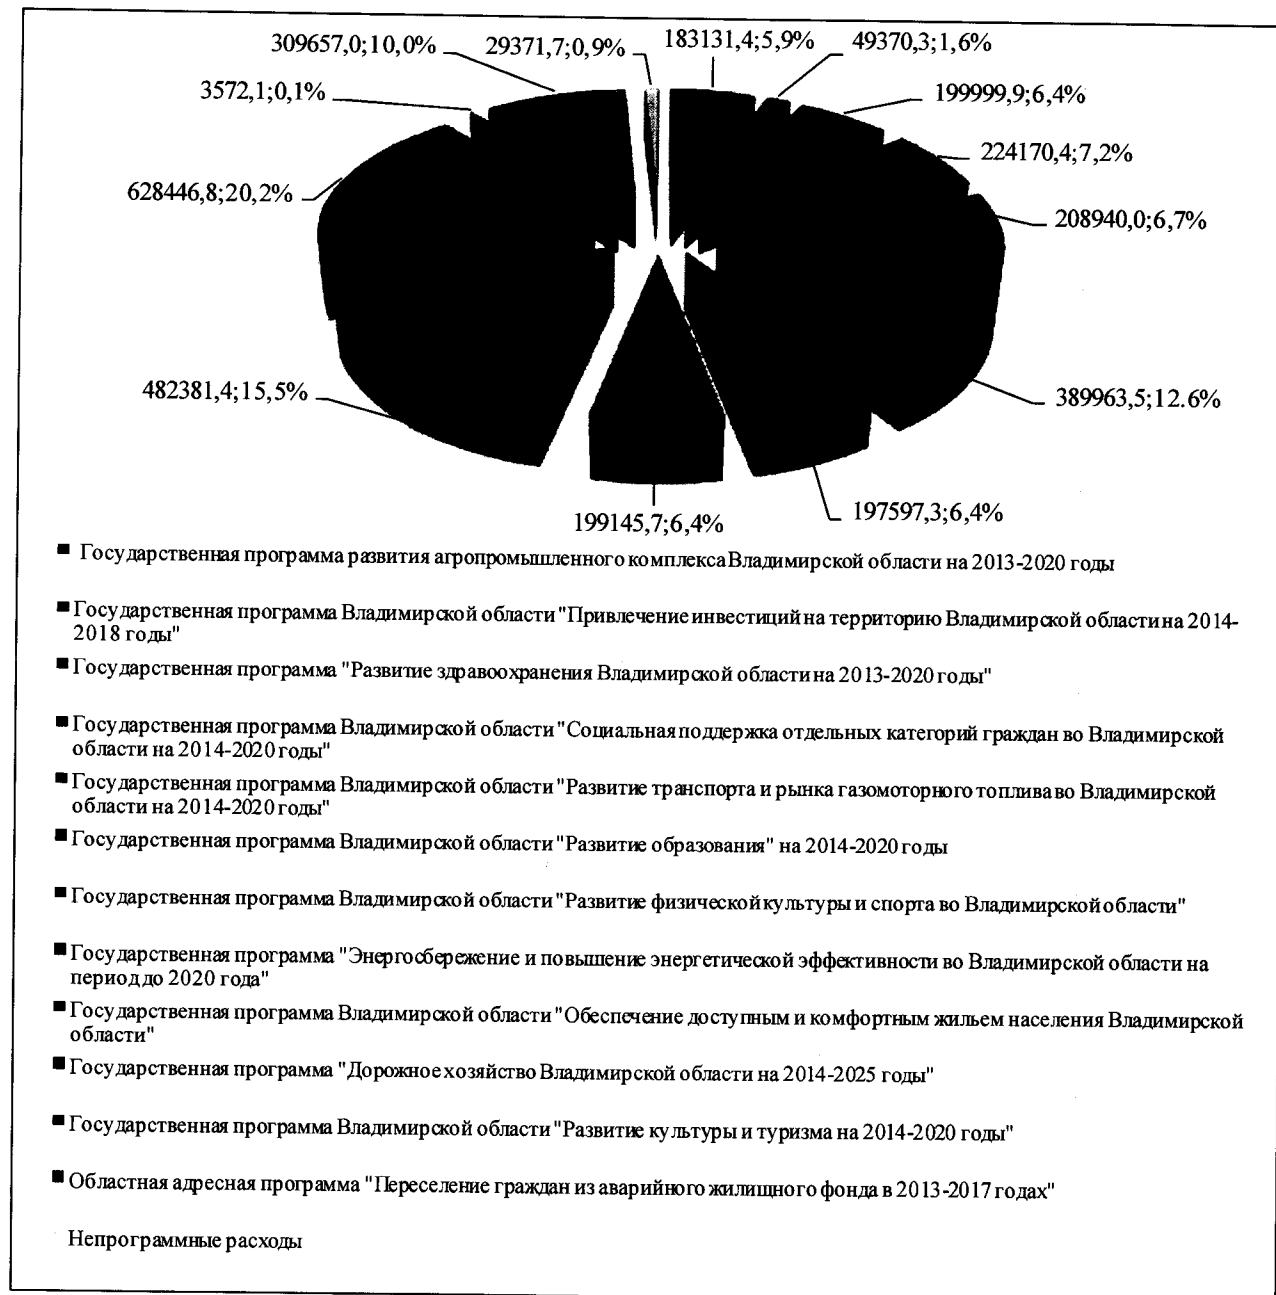 309657,0;10,0%
29371,7;0,9%
183131,4;5,9%
49370,3;1,6%
3572,1;0,1%
199999,9;6,4%
224170,4;7,2%
628446,8;20,2%
208940,0;6,7%
482381,4;15,5%
389963,5;12.6%
199145,7;6,4%
197597,3;6,4%
Государственная программа развития агропромышленного комплекса Владимирской области на 2013-2020 годы
Государственная программа Владимирской области "Привлечение инвестиций на территорию Владимирской области на 2014-
2018 годы"
Государственная программа "Развитие здравоохранения Владимирской области на 2013-2020 годы"
Государственная программа Владимирской области "Социальная поддержка отдельных категорий граждан во Владимирской
области на 2014-2020 годы"
Государственная программа Владимирской области "Развитие транспорта и рынка газомоторного топлива во Владимирской
области на 2014-2020 годы"
Государственная программа Владимирской области "Развитие образования" на 2014-2020 годы
Государственная программа Владимирской области "Развитие физической культуры и спорта во Владимирской области"
Государственная программа "Энергосбережение и повышение энергетической эффективности во Владимирской области на
период до 2020 года"
Государственная программа Владимирской области "Обеспечение доступным и комфортным жильем населения Владимирской
области"
Государственная программа "Дорожное хозяйство Владимирской области на 2014-2025 годы"
Государственная программа Владимирской области "Развитие культуры и туризма на 2014-2020 годы"
Областная адресная программа "Переселение граждан из аварийного жилищного фонда в 2013-2017 годах"
Непрограммные расходы